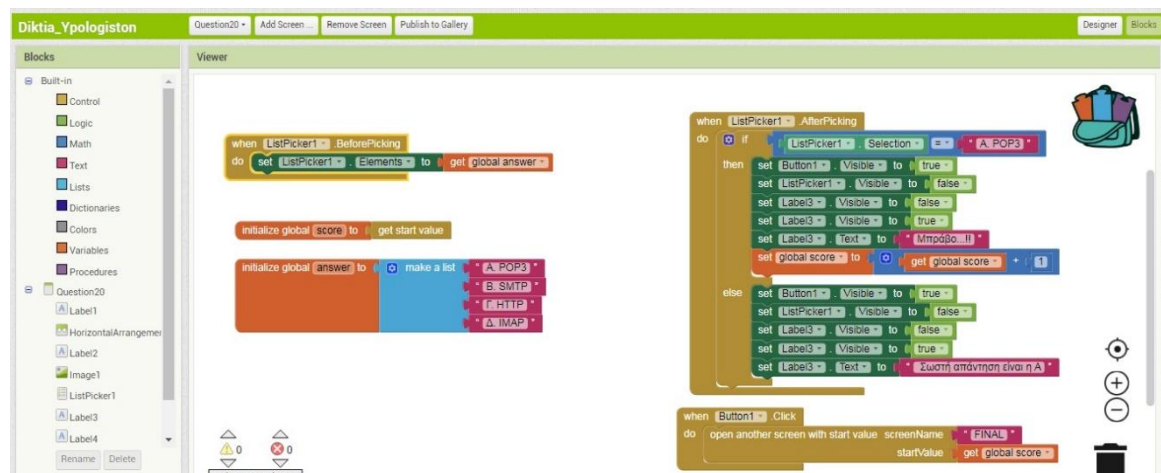 Diktia_Ypologiston
Question20
Add Screen ...
Remove Screen
Publish to Gallery
Designer
Blocks
Blocks
Viewer
Built-in
Control
Logic
Math
Text
Lists
Dictionaries
Colors
Variables
Procedures
Question20
Label1
HorizontalArrangemer
Label2
Image1
ListPicker1
Label3
Label4
Rename Delete
when ListPicker1 .BeforePicking
do set ListPicker1 . Elements to get global answer
initialize global score to get start value
initialize global answer to make a list " Α. POP3 "
" Β. SMTP "
" Γ. HTTP "
" Δ. IMAP "
0 0
when ListPicker1 .AfterPicking
do if ListPicker1 . Selection = " Α. POP3 "
then set Button1 . Visible to true
set ListPicker1 . Visible to false
set Label3 . Visible to false
set Label3 . Visible to true
set Label3 . Text to " Μπράβο...!! "
set global score to get global score + 1
else set Button1 . Visible to true
set ListPicker1 . Visible to false
set Label3 . Visible to false
set Label3 . Visible to true
set Label3 . Text to " Σωστή απάντηση είναι η Α "
when Button1 .Click
do open another screen with start value screenName " FINAL "
startValue get global score